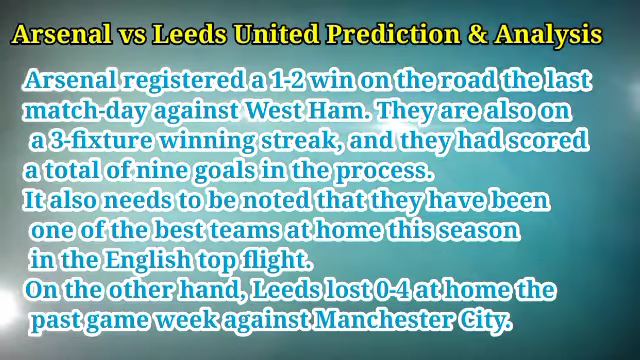 Arsenal vs Leeds United Prediction & Analysis
Arsenal registered a 1-2 win on the road the last
match-day against West Ham. They are also on
a 3-fixture winning streak, and they had scored
a total of nine goals in the process.
It also needs to be noted that they have been
one of the best teams at home this season
in the English top flight.
On the other hand, Leeds lost 0-4 at home the
past game week against Manchester City.